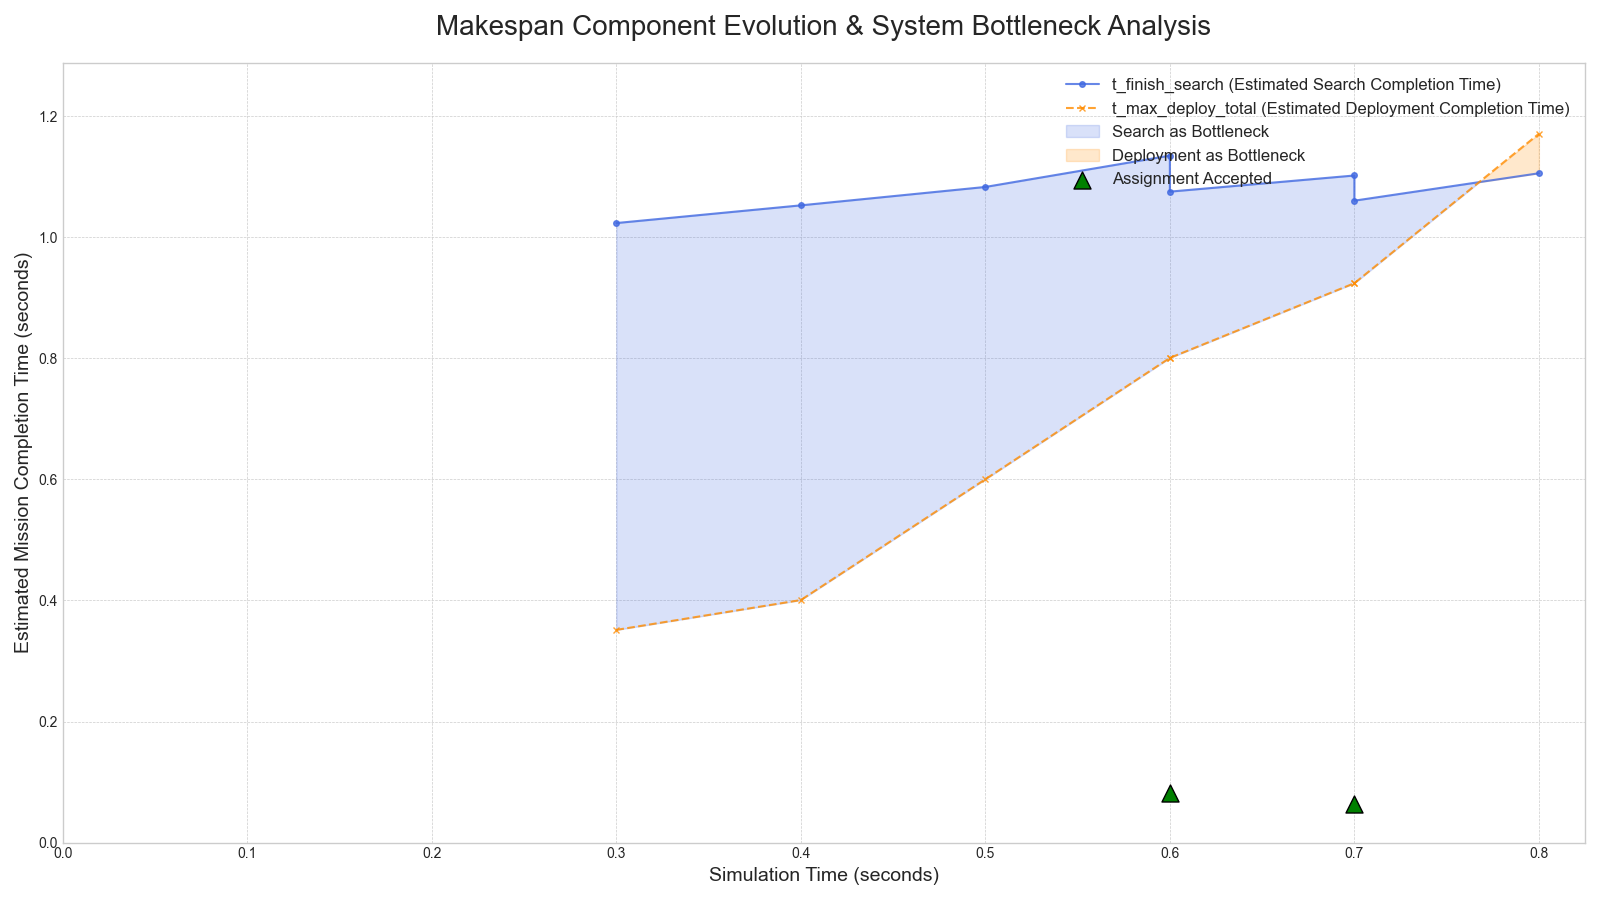 Makespan Component Evolution & System Bottleneck Analysis
t_finish_search (Estimated Search Completion Time)
t_max_deploy_total (Estimated Deployment Completion Time)
Search as Bottleneck
Deployment as Bottleneck
Assignment Accepted
Estimated Mission Completion Time (seconds)
1.2
1.0
0.8
0.6
0.4
0.2
0.0
0.0 0.1 0.2 0.3 0.4 0.5 0.6 0.7 0.8
Simulation Time (seconds)